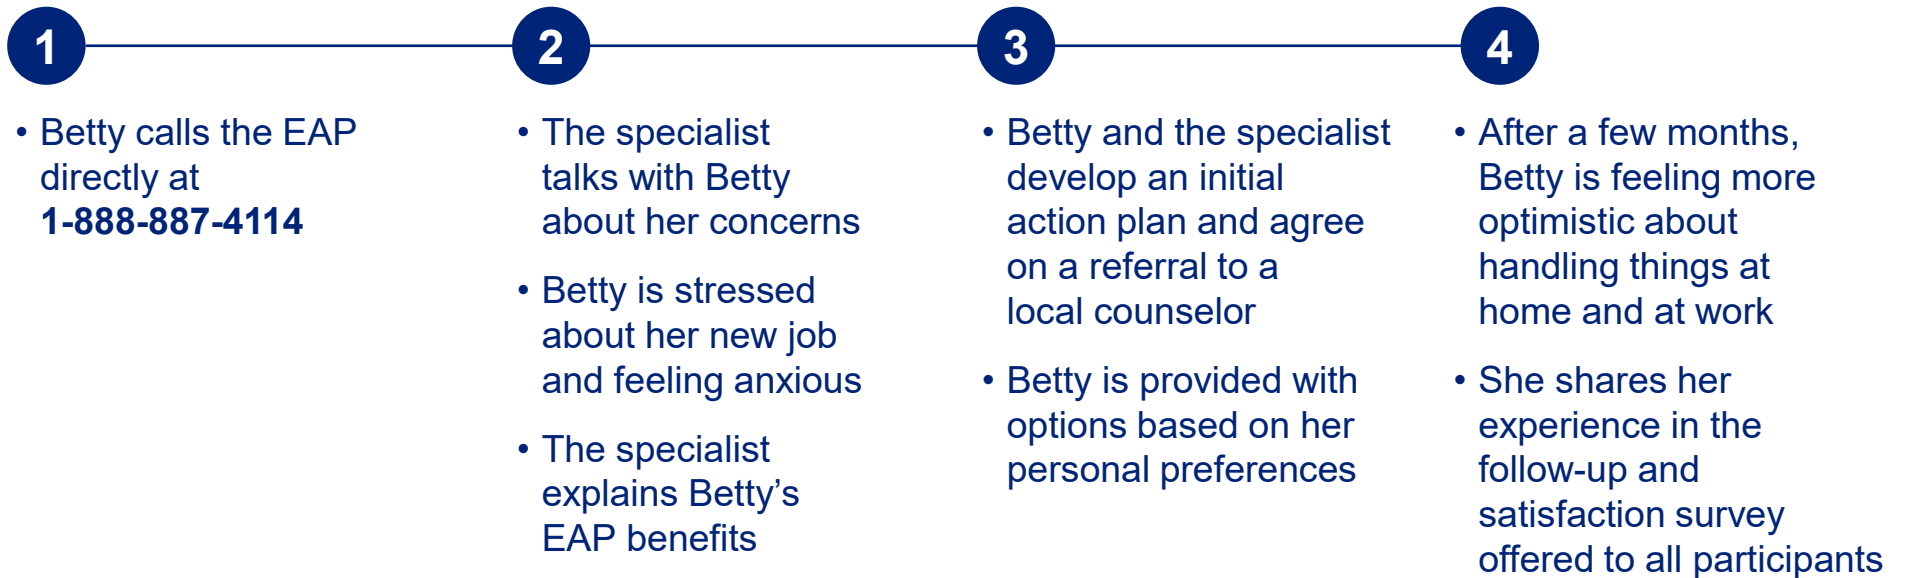 1
• Betty calls the EAP
directly at
1-888-887-4114
2
• The specialist
talks with Betty
about her concerns
• Betty is stressed
about her new job
and feeling anxious
• The specialist
explains Betty’s
EAP benefits
3
• Betty and the specialist
develop an initial
action plan and agree
on a referral to a
local counselor
• Betty is provided with
options based on her
personal preferences
4
• After a few months,
Betty is feeling more
optimistic about
handling things at
home and at work
• She shares her
experience in the
follow-up and
satisfaction survey
offered to all participants